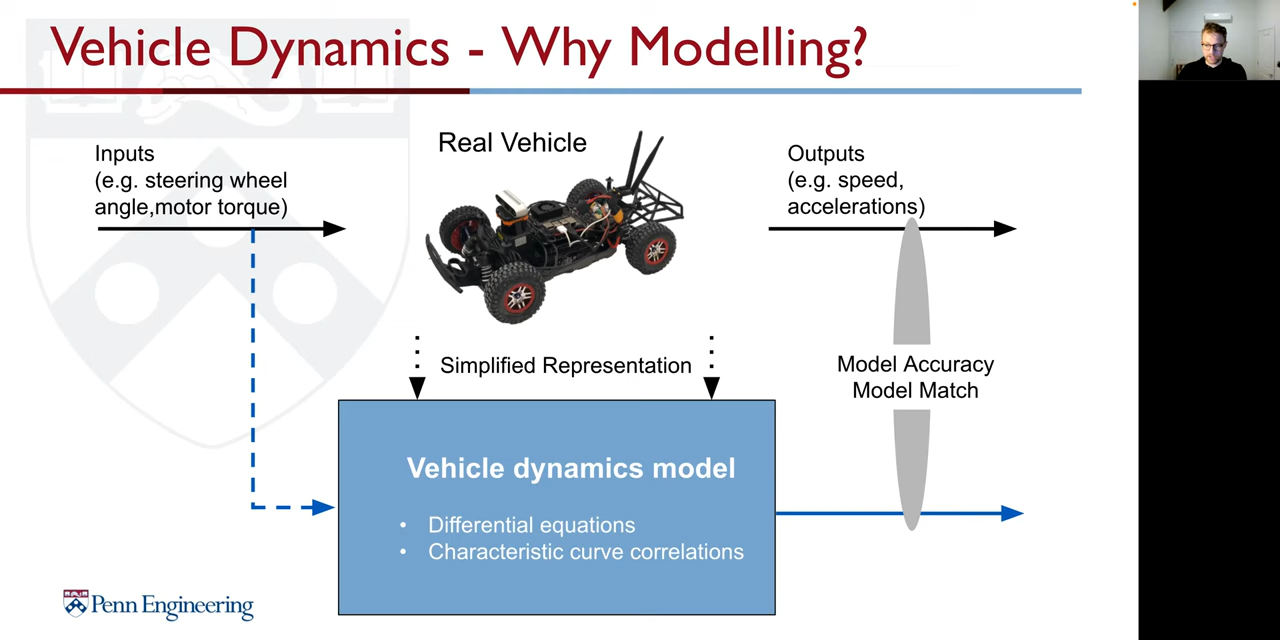 Vehicle Dynamics - Why Modelling?
Inputs
(e.g. steering wheel
angle,motor torque)
Real Vehicle
Outputs
(e.g. speed,
accelerations)
Simplified Representation
Model Accuracy
Model Match
Vehicle dynamics model
• Differential equations
• Characteristic curve correlations
Penn Engineering